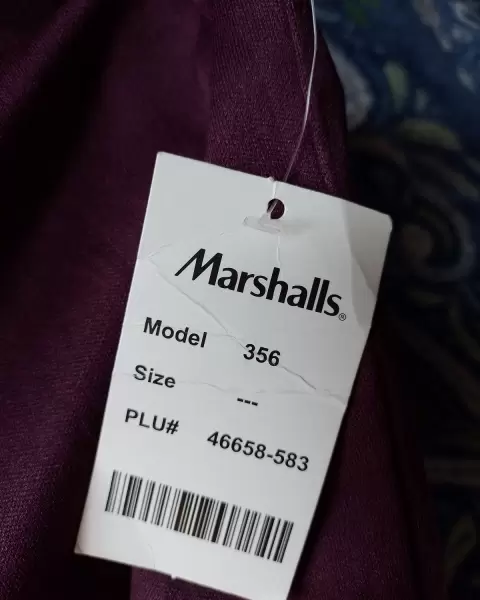 Marshalls®
Model 356
Size ---
PLU# 46658-583